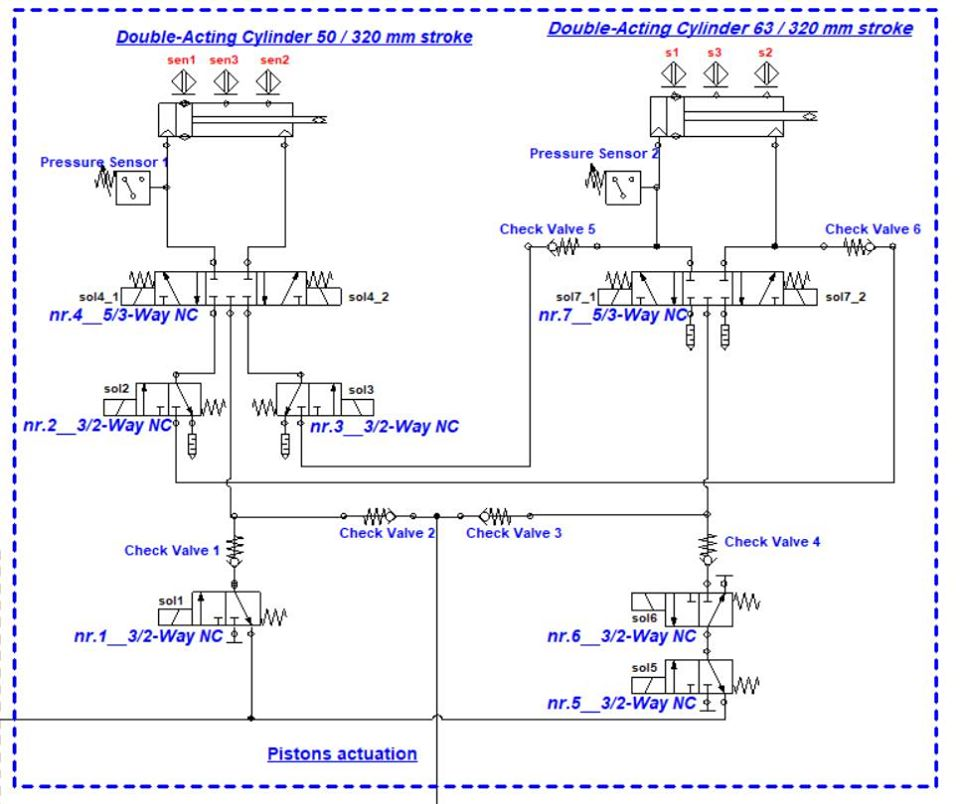 Double-Acting Cylinder 50 / 320 mm stroke
Double-Acting Cylinder 63 / 320 mm stroke
sen1 sen3 sen2
s1 s3 s2
Pressure Sensor 1
Pressure Sensor 2
Check Valve 5
Check Valve 6
sol4_1
sol4_2
sol7_1
sol7_2
nr.4__5/3-Way NC
nr.7__5/3-Way NC
sol2
sol3
nr.2__3/2-Way NC
nr.3__3/2-Way NC
Check Valve 2
Check Valve 3
Check Valve 1
Check Valve 4
sol1
sol6
nr.1__3/2-Way NC
nr.6__3/2-Way NC
sol5
nr.5__3/2-Way NC
Pistons actuation